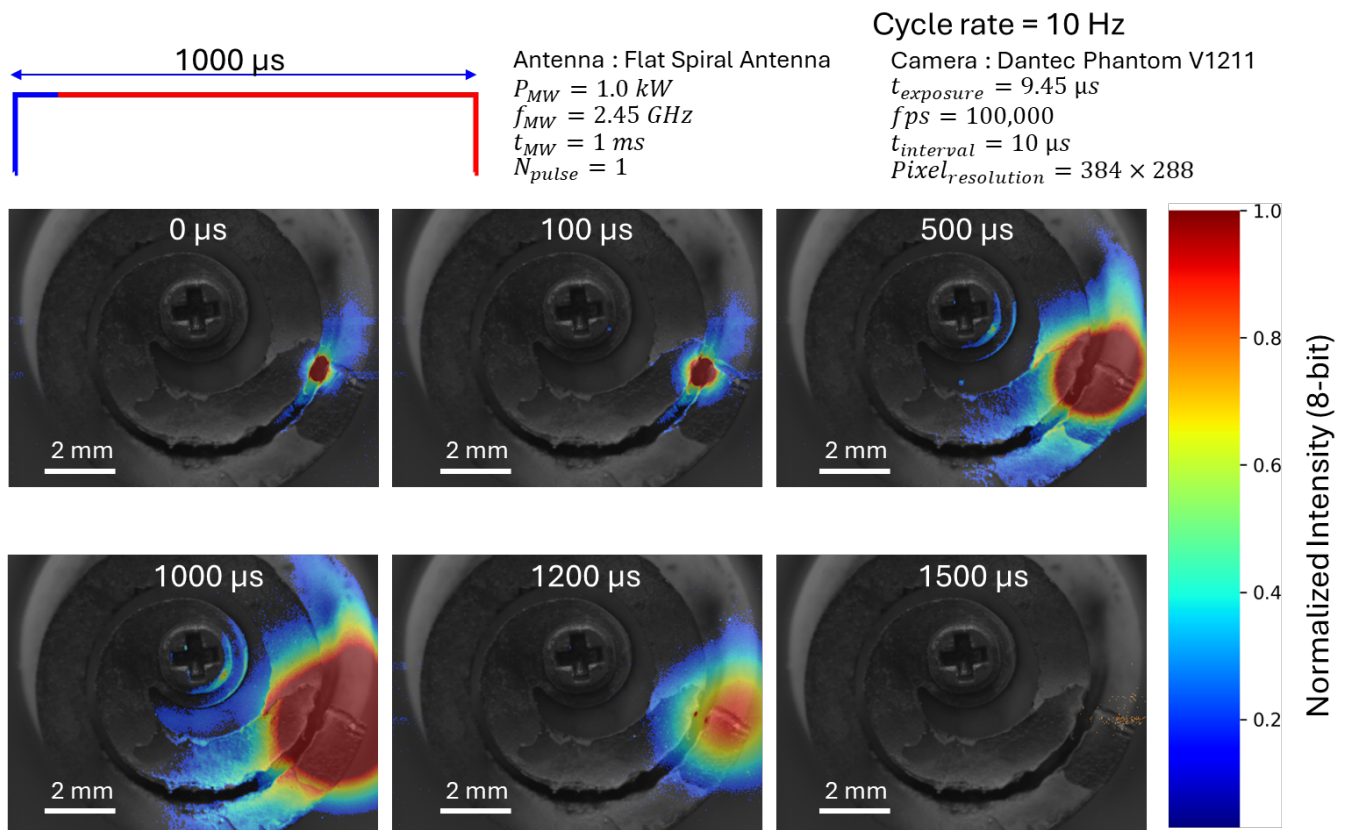 Cycle rate = 10 Hz
1000 µs
Antenna : Flat Spiral Antenna
P_MW = 1.0 kW
f_MW = 2.45 GHz
t_MW = 1 ms
N_pulse = 1
Camera : Dantec Phantom V1211
t_exposure = 9.45 µs
fps = 100,000
t_interval = 10 µs
Pixel_resolution = 384 × 288
0 µs
2 mm
100 µs
2 mm
500 µs
2 mm
1000 µs
2 mm
1200 µs
2 mm
1500 µs
2 mm
1.0
0.8
0.6
0.4
0.2
Normalized Intensity (8-bit)